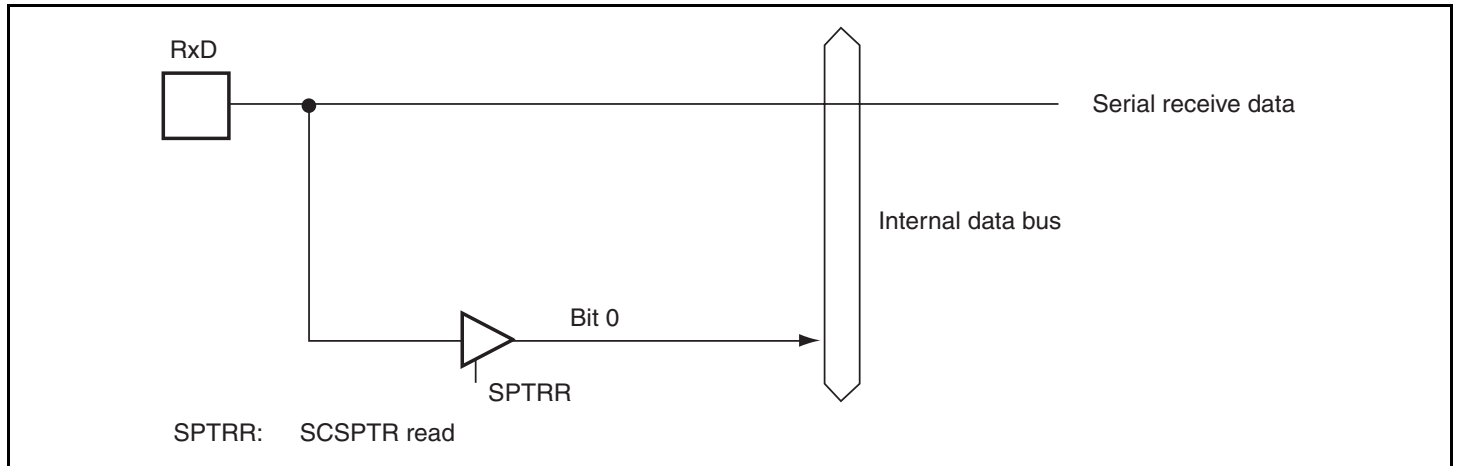 RxD
Serial receive data
Internal data bus
Bit 0
SPTRR
SPTRR: SCSPTR read